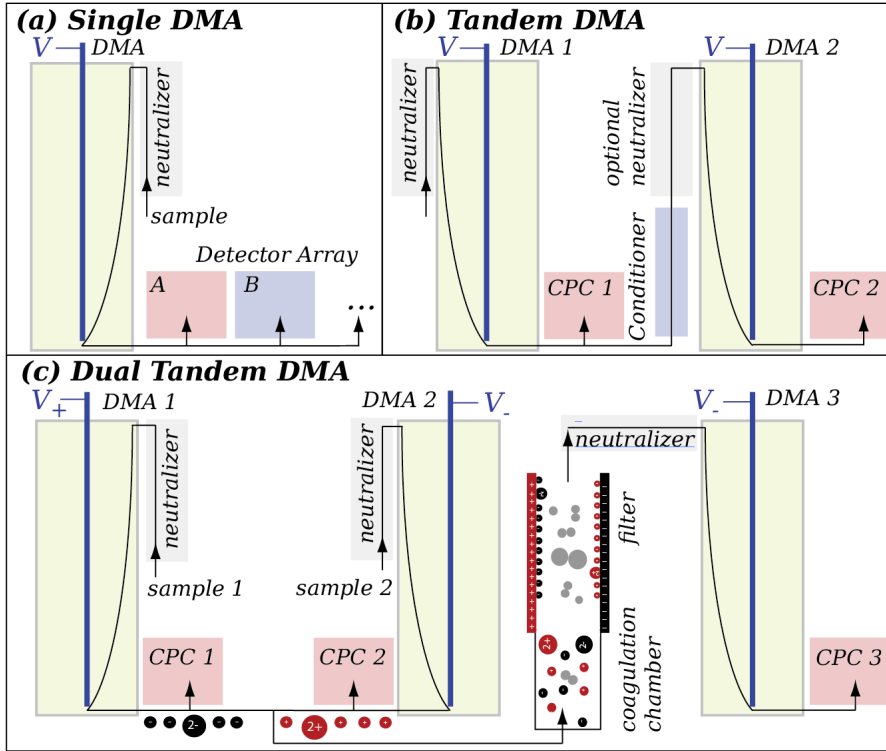 (a) Single DMA
V
DMA
neutralizer
sample
Detector Array
A
B
...
(b) Tandem DMA
V
DMA 1
neutralizer
CPC 1
optional
neutralizer
Conditioner
V
DMA 2
CPC 2
(c) Dual Tandem DMA
V+
DMA 1
neutralizer
sample 1
CPC 1
DMA 2
V-
neutralizer
sample 2
CPC 2
2-
2+
2+
2-
neutralizer
filter
coagulation
chamber
V-
DMA 3
CPC 3